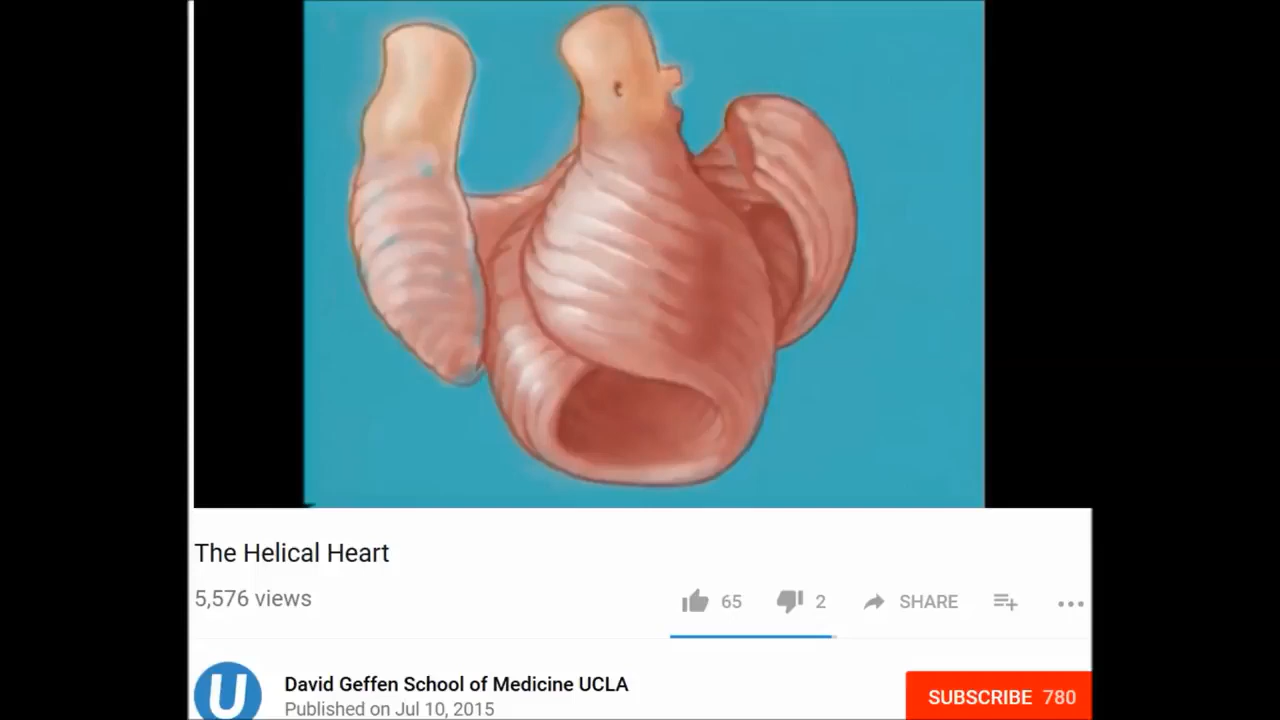 The Helical Heart
5,576 views
65 2 SHARE
U David Geffen School of Medicine UCLA
Published on Jul 10, 2015
SUBSCRIBE 780